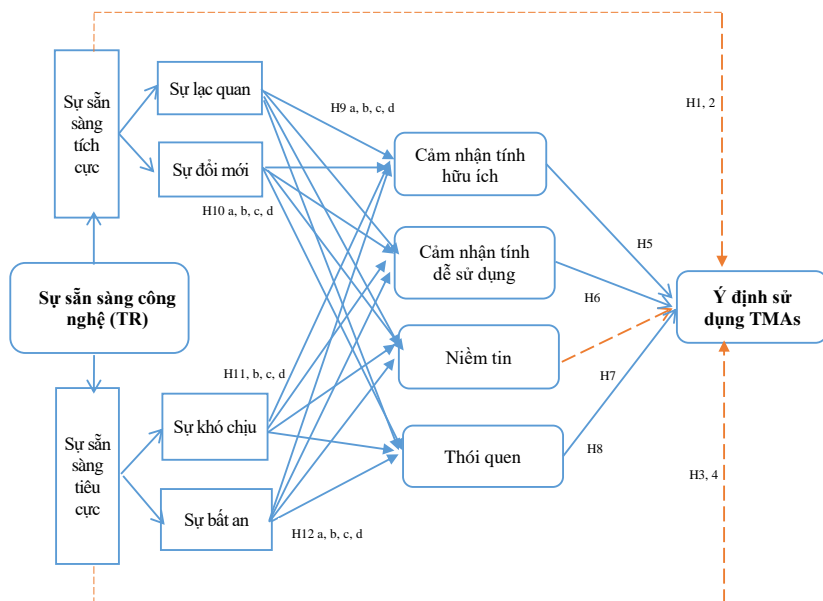 Sự sẵn
sàng
tích
cực
Sự lạc quan
Sự đổi mới
H9 a, b, c, d
H10 a, b, c, d
Cảm nhận tính
hữu ích
H1, 2
Sự sẵn sàng công
nghệ (TR)
Cảm nhận tính
dễ sử dụng
H5
H6
Ý định sử
dụng TMAs
Niềm tin
H7
Sự sẵn
sàng
tiêu
cực
H11, b, c, d
Sự khó chịu
Sự bất an
H12 a, b, c, d
Thói quen
H8
H3, 4